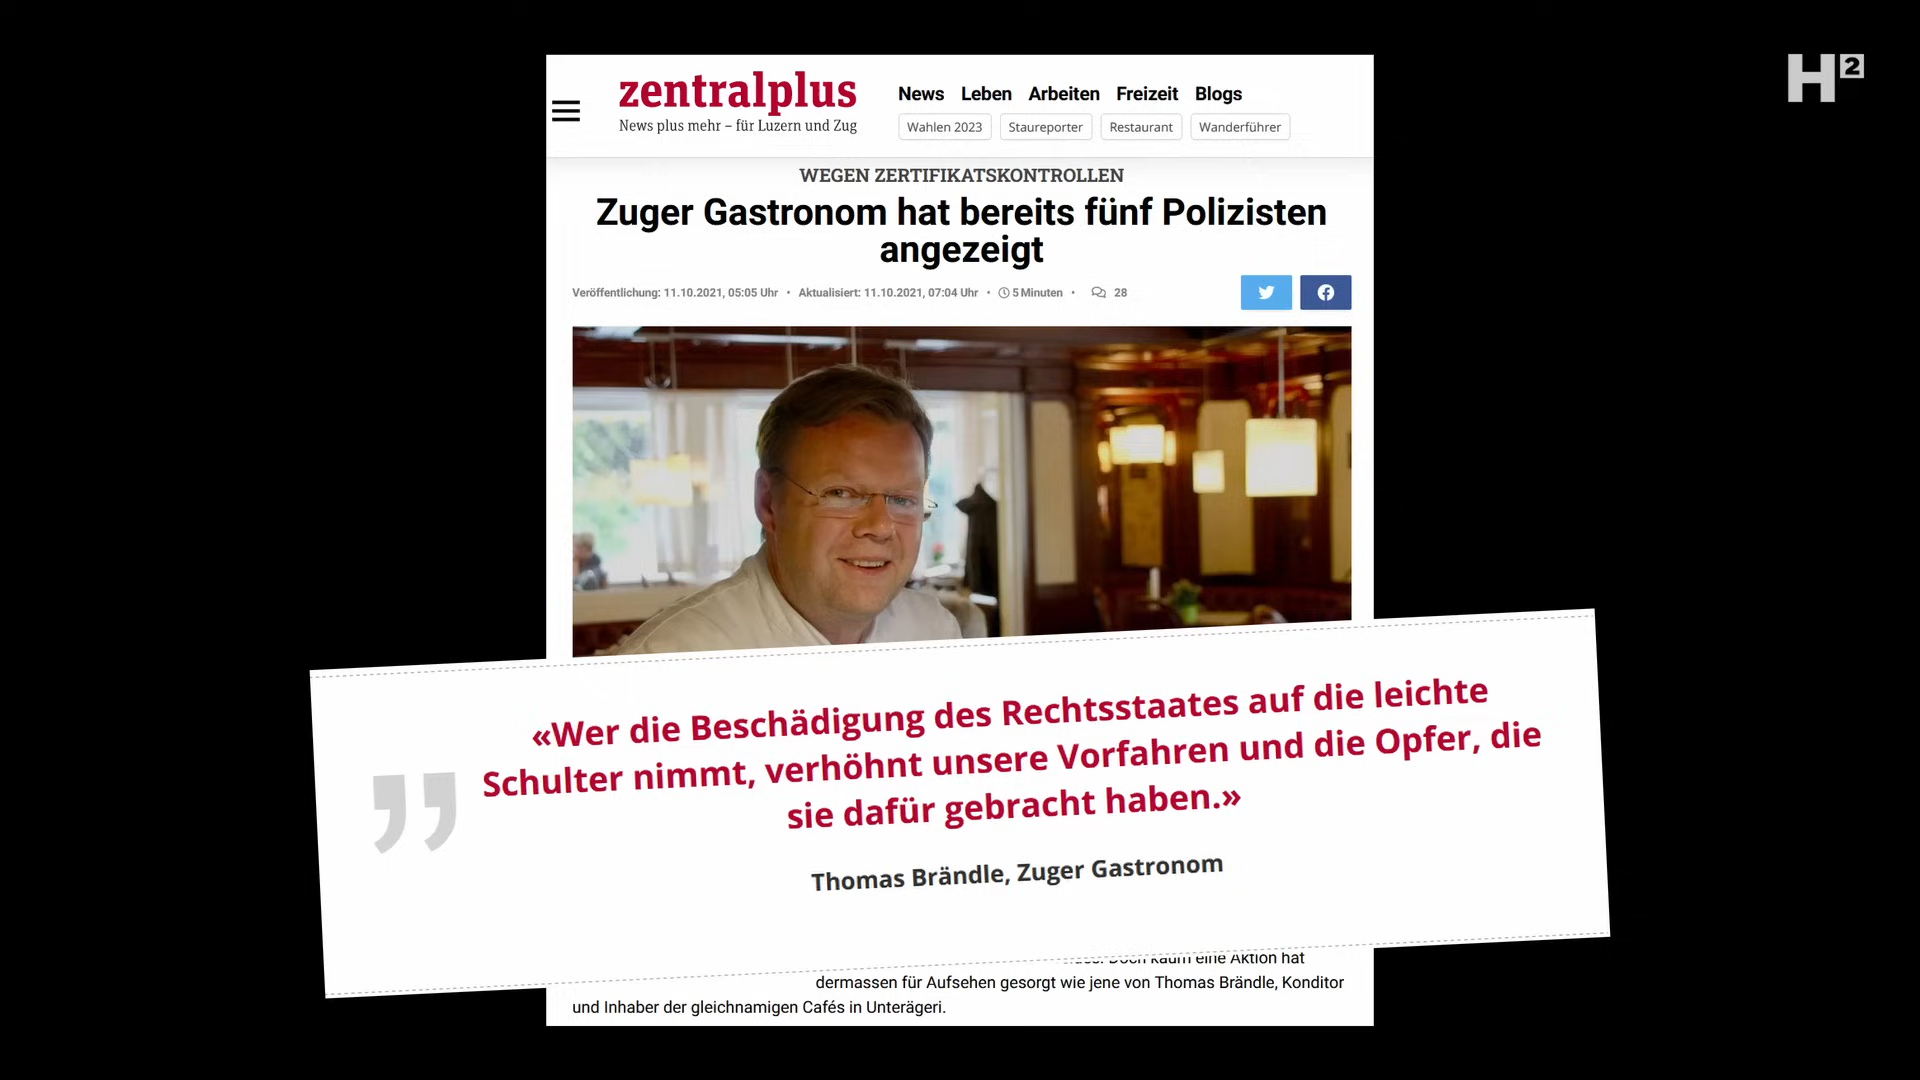 H2
zentralplus
News plus mehr – für Luzern und Zug
News Leben Arbeiten Freizeit Blogs
Wahlen 2023 Staureporter Restaurant Wanderführer
WEGEN ZERTIFIKATSKONTROLLEN
Zuger Gastronom hat bereits fünf Polizisten
angezeigt
Veröffentlichung: 11.10.2021, 05:05 Uhr • Aktualisiert: 11.10.2021, 07:04 Uhr • 5 Minuten • 28
«Wer die Beschädigung des Rechtsstaates auf die leichte
Schulter nimmt, verhöhnt unsere Vorfahren und die Opfer, die
sie dafür gebracht haben.»
Thomas Brändle, Zuger Gastronom
Doch kaum eine Aktion hat
dermassen für Aufsehen gesorgt wie jene von Thomas Brändle, Konditor
und Inhaber der gleichnamigen Cafés in Unterägeri.